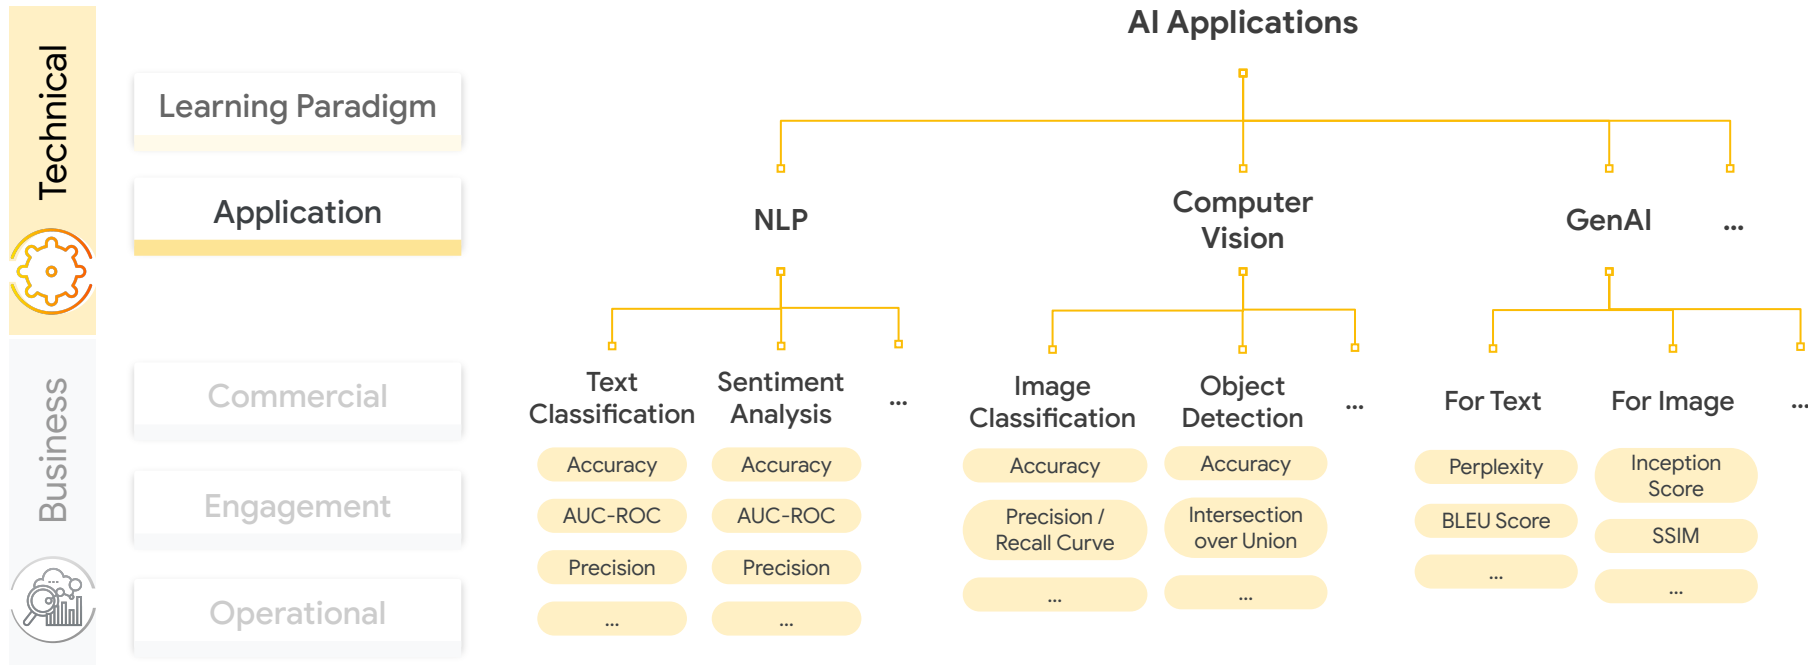 Technical
Business
Learning Paradigm
Application
Commercial
Engagement
Operational
AI Applications
NLP
Computer
Vision
GenAI
...
Text
Classification
Accuracy
AUC-ROC
Precision
...
Sentiment
Analysis
Accuracy
AUC-ROC
Precision
...
...
Image
Classification
Accuracy
Precision /
Recall Curve
...
Object
Detection
Accuracy
Intersection
over Union
...
...
For Text
Perplexity
BLEU Score
...
For Image
Inception
Score
SSIM
...
...